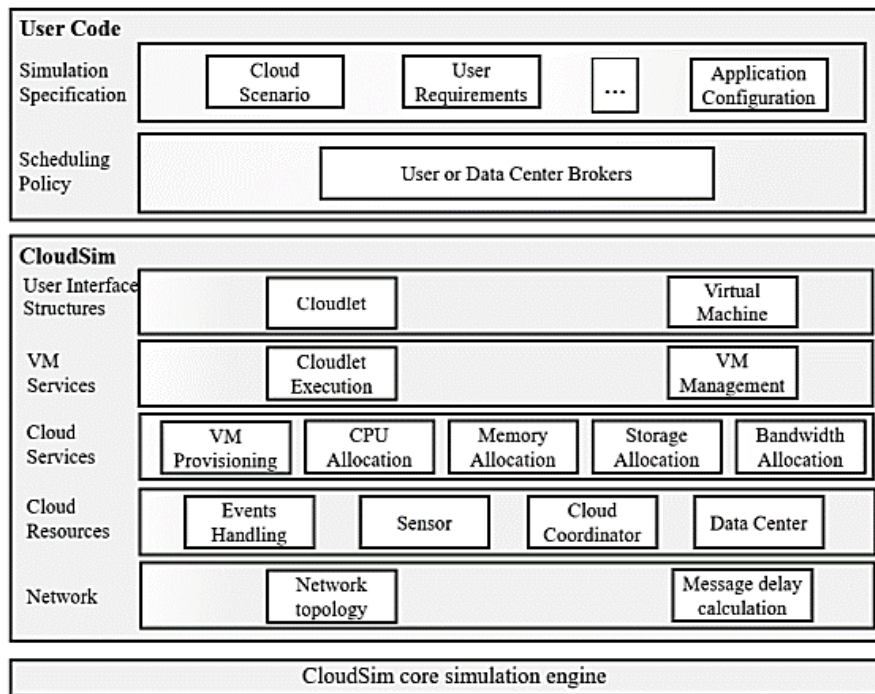 User Code
Simulation
Specification
Cloud
Scenario
User
Requirements
...
Application
Configuration
Scheduling
Policy
User or Data Center Brokers
CloudSim
User Interface
Structures
Cloudlet
Virtual
Machine
VM
Services
Cloudlet
Execution
VM
Management
Cloud
Services
VM
Provisioning
CPU
Allocation
Memory
Allocation
Storage
Allocation
Bandwidth
Allocation
Cloud
Resources
Events
Handling
Sensor
Cloud
Coordinator
Data Center
Network
Network
topology
Message delay
calculation
CloudSim core simulation engine